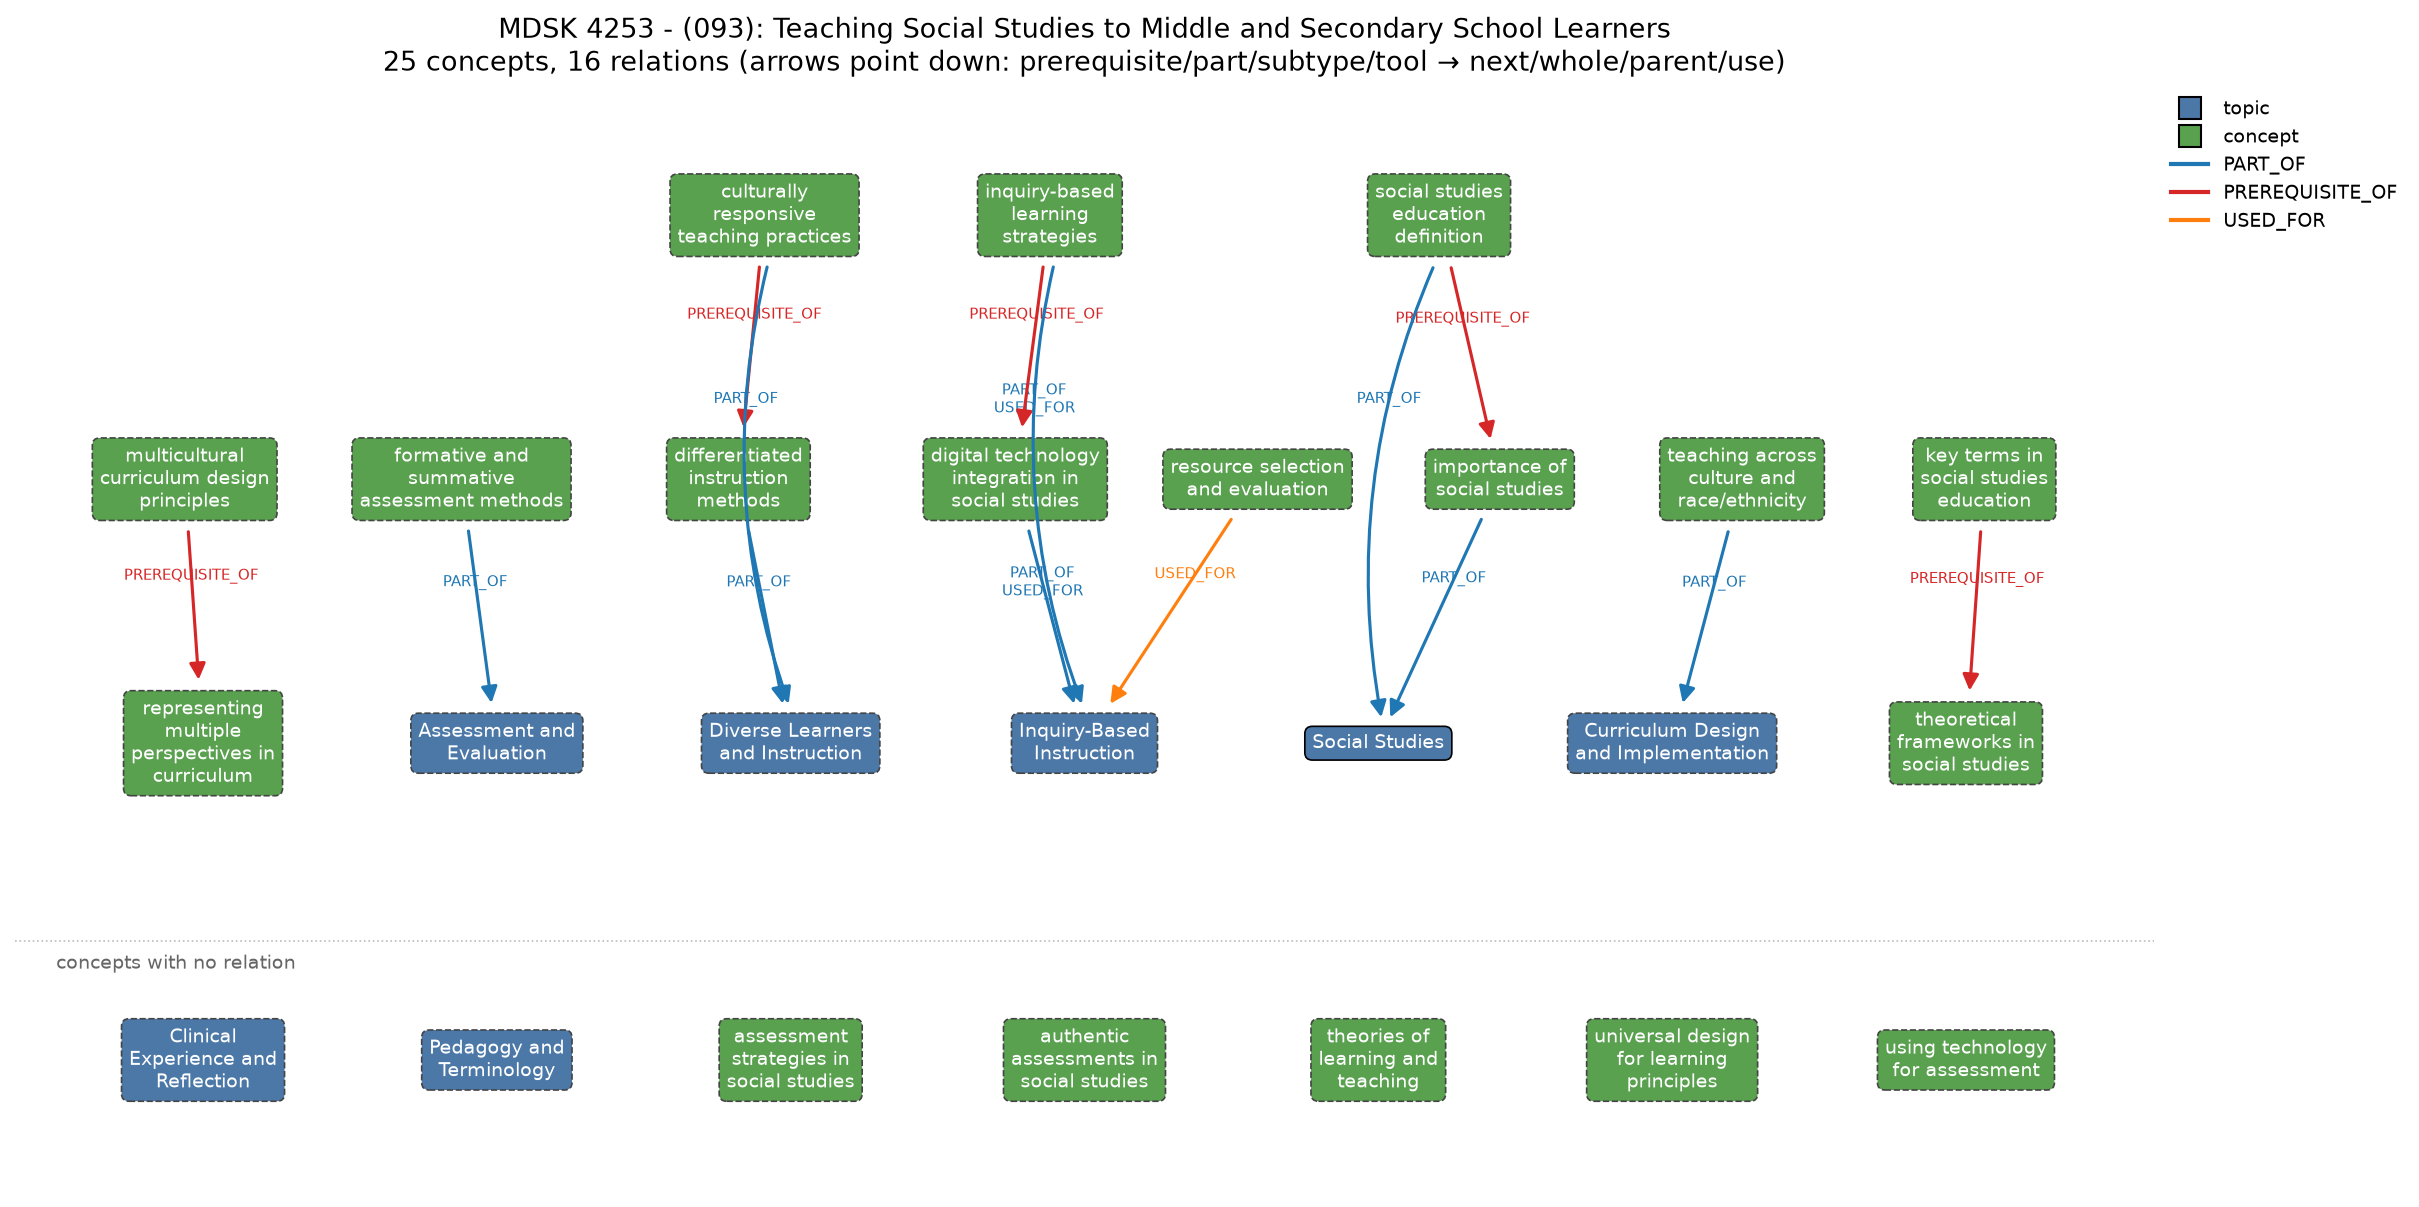 MDSK 4253 - (093): Teaching Social Studies to Middle and Secondary School Learners
25 concepts, 16 relations (arrows point down: prerequisite/part/subtype/tool → next/whole/parent/use)
topic
concept
PART_OF
PREREQUISITE_OF
USED_FOR
culturally
responsive
teaching practices
inquiry-based
learning
strategies
social studies
education
definition
PREREQUISITE_OF
PREREQUISITE_OF
PREREQUISITE_OF
PART_OF
PART_OF
USED_FOR
PART_OF
multicultural
curriculum design
principles
formative and
summative
assessment methods
differentiated
instruction
methods
digital technology
integration in
social studies
resource selection
and evaluation
importance of
social studies
teaching across
culture and
race/ethnicity
key terms in
social studies
education
PREREQUISITE_OF
PART_OF
PART_OF
PART_OF
USED_FOR
USED_FOR
PART_OF
PART_OF
PREREQUISITE_OF
representing
multiple
perspectives in
curriculum
Assessment and
Evaluation
Diverse Learners
and Instruction
Inquiry-Based
Instruction
Social Studies
Curriculum Design
and Implementation
theoretical
frameworks in
social studies
concepts with no relation
Clinical
Experience and
Reflection
Pedagogy and
Terminology
assessment
strategies in
social studies
authentic
assessments in
social studies
theories of
learning and
teaching
universal design
for learning
principles
using technology
for assessment